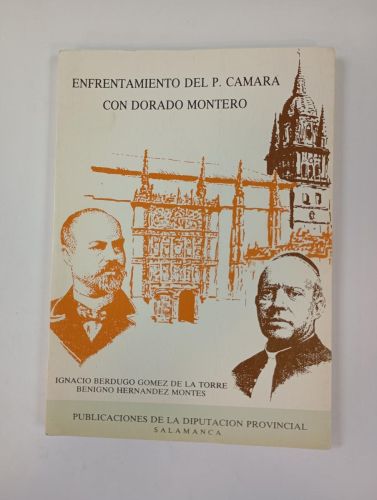 ENFRENTAMIENTO DEL P. CAMARA
CON DORADO MONTERO
IGNACIO BERDUGO GOMEZ DE LA TORRE
BENIGNO HERNANDEZ MONTES
PUBLICACIONES DE LA DIPUTACION PROVINCIAL
SALAMANCA